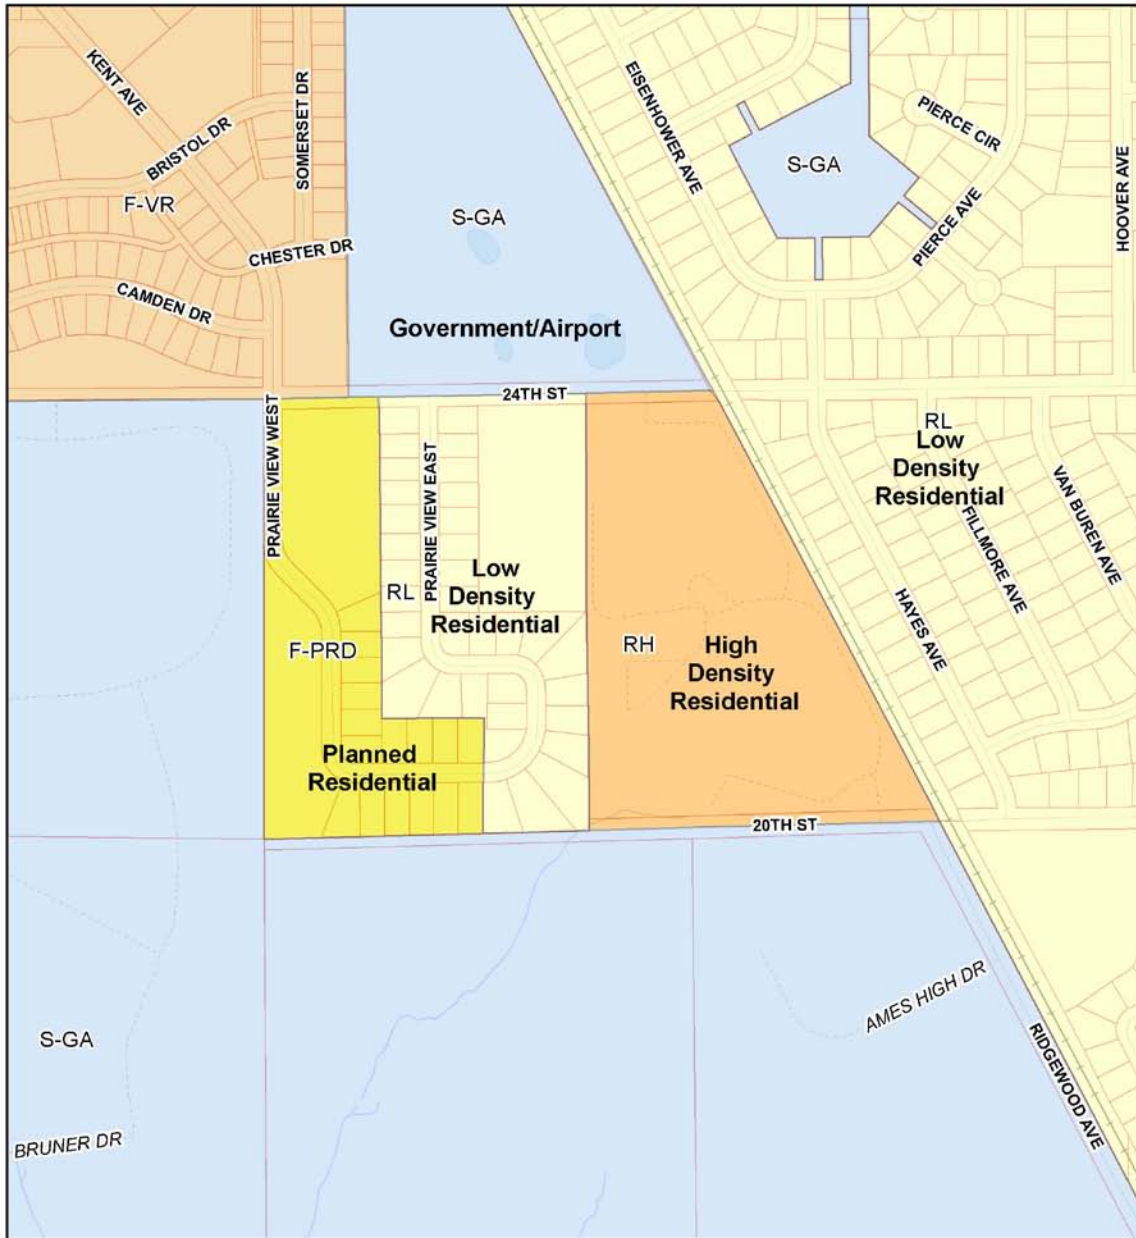 KENT AVE
SOMERSET DR
BRISTOL DR
F-VR
CHESTER DR
CAMDEN DR
S-GA
Government/Airport
EISENHOWER AVE
PIERCE CIR
S-GA
PIERCE AVE
HOOVER AVE
24TH ST
PRAIRIE VIEW WEST
PRAIRIE VIEW EAST
RL
Low
Density
Residential
F-PRD
Planned
Residential
RH
High
Density
Residential
RL
Low
Density
Residential
VAN BUREN AVE
FILLMORE AVE
HAYES AVE
20TH ST
AMES HIGH DR
RIDGEWOOD AVE
S-GA
BRUNER DR